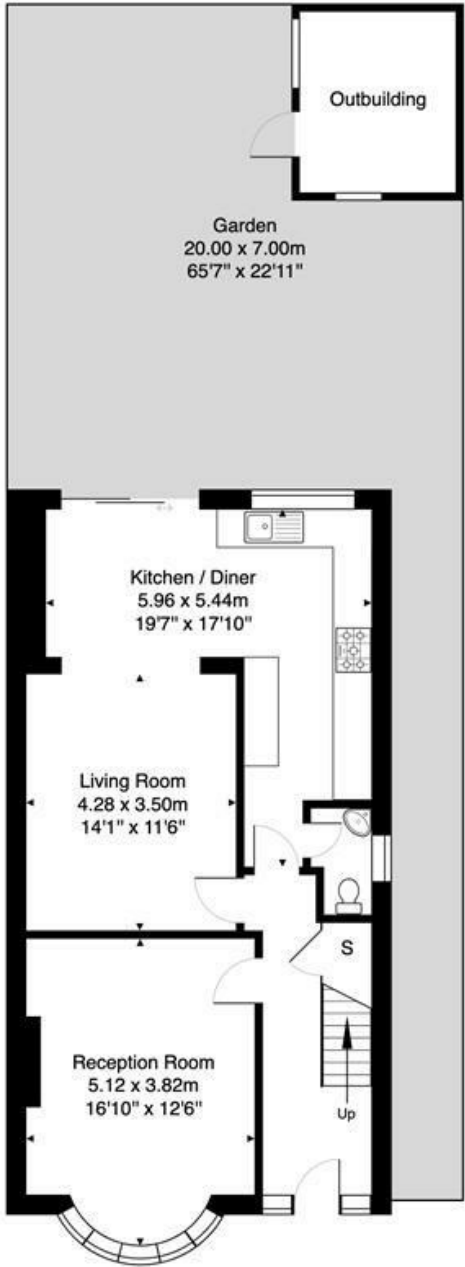 Outbuilding
Garden
20.00 x 7.00m
65'7" x 22'11"
Kitchen / Diner
5.96 x 5.44m
19'7" x 17'10"
Living Room
4.28 x 3.50m
14'1" x 11'6"
S
Reception Room
5.12 x 3.82m
16'10" x 12'6"
Up